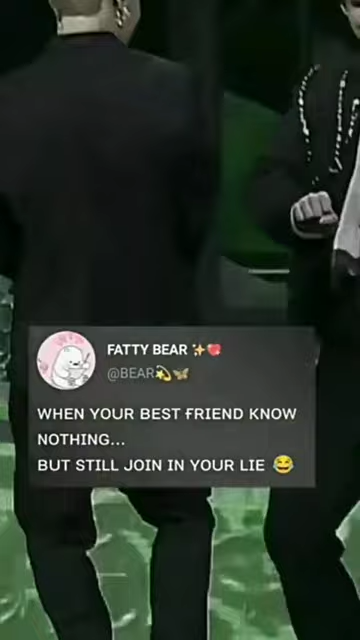 FATTY BEAR ✨💗
@BEAR💫🦋
WHEN YOUR BEST FRIEND KNOW
NOTHING...
BUT STILL JOIN IN YOUR LIE 😂